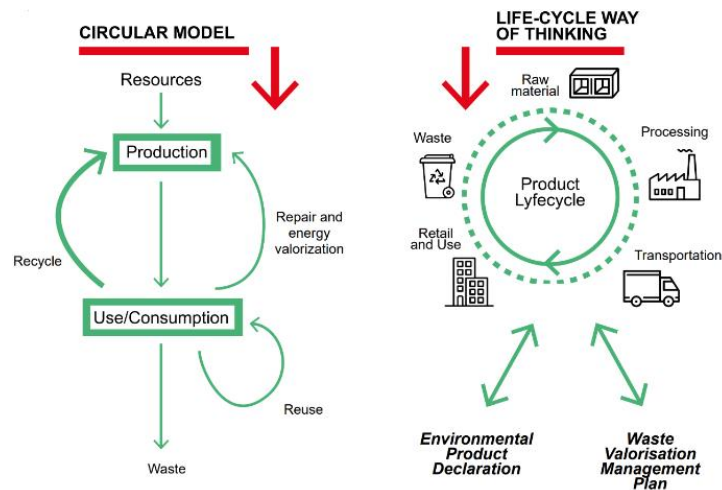 CIRCULAR MODEL
Resources
Production
Repair and
energy
valorization
Recycle
Use/Consumption
Reuse
Waste
LIFE-CYCLE WAY
OF THINKING
Raw
material
Waste
Processing
Product
Lyfecycle
Retail
and Use
Transportation
Environmental
Product
Declaration
Waste
Valorisation
Management
Plan